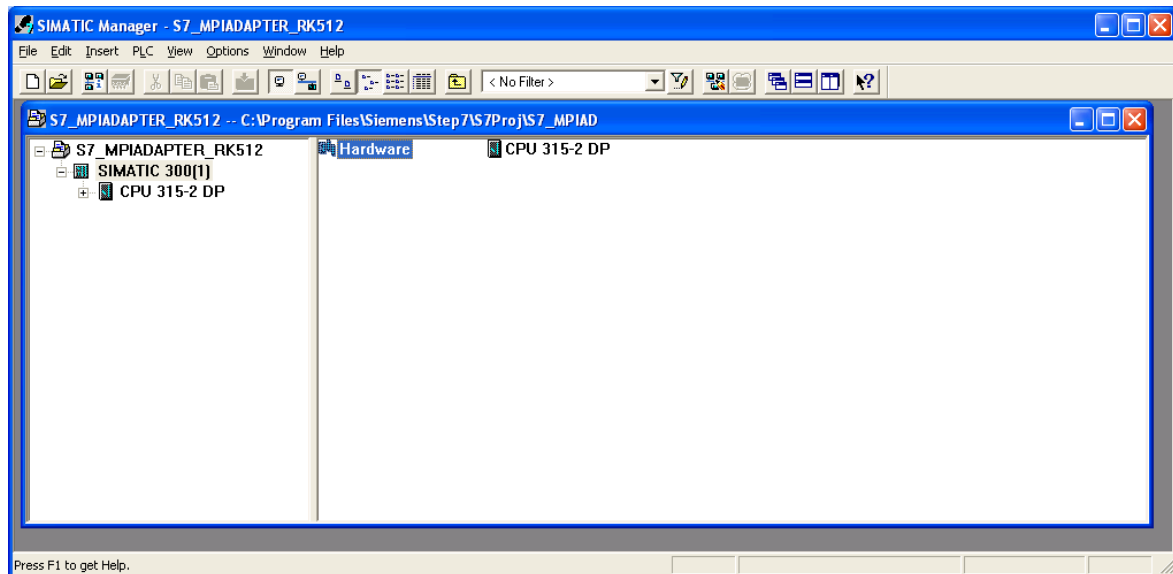 SIMATIC Manager - S7_MPIADAPTER_RK512
File Edit Insert PLC View Options Window Help
< No Filter >
S7_MPIADAPTER_RK512 -- C:\Program Files\Siemens\Step7\S7Proj\S7_MPIAD
S7_MPIADAPTER_RK512
SIMATIC 300(1)
CPU 315-2 DP
Hardware
CPU 315-2 DP
Press F1 to get Help.